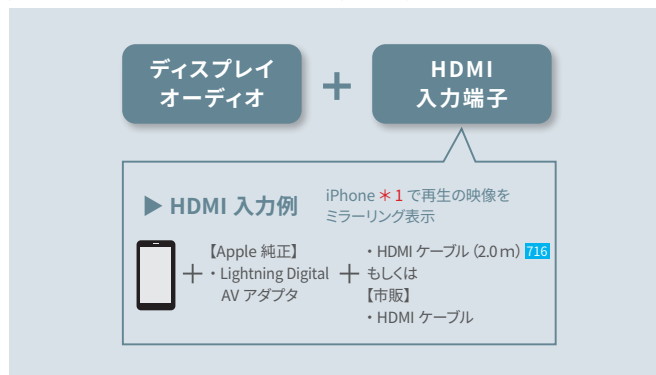 ディスプレイ
オーディオ
+
HDMI
入力端子
▶ HDMI 入力例
iPhone ＊1 で再生の映像を
ミラーリング表示
+
【Apple 純正】
・Lightning Digital
AV アダプタ
+
・HDMI ケーブル（2.0ｍ） 716
もしくは
【市販】
・HDMI ケーブル